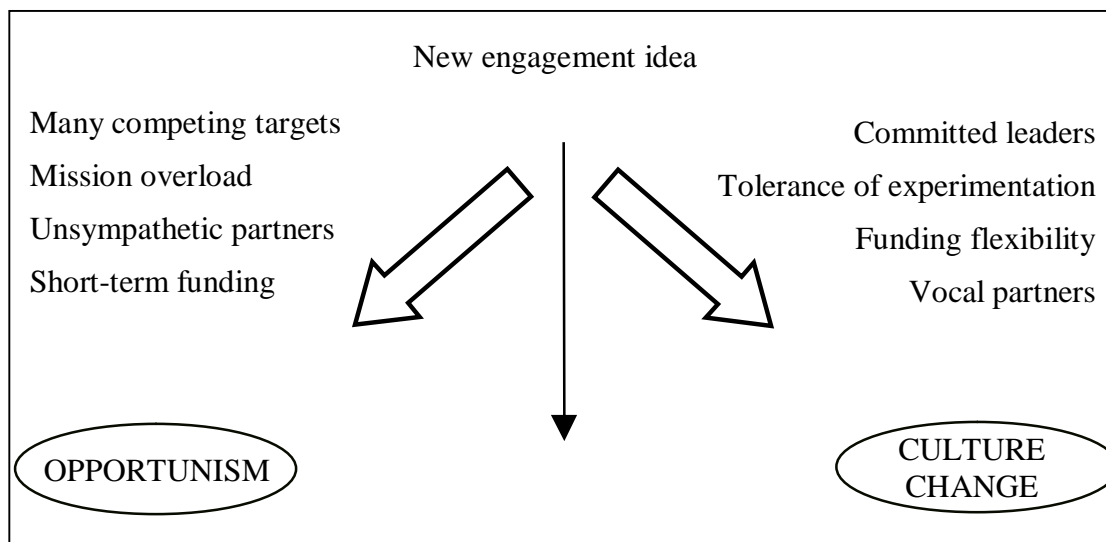 New engagement idea
Many competing targets
Mission overload
Unsympathetic partners
Short-term funding
Committed leaders
Tolerance of experimentation
Funding flexibility
Vocal partners
OPPORTUNISM
CULTURE
CHANGE